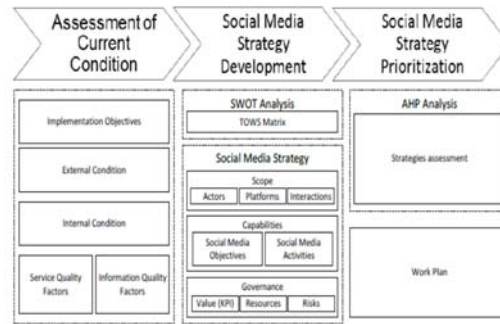 Assessment of
Current
Condition
Social Media
Strategy
Development
Social Media
Strategy
Prioritization
Implementation Objectives
External Condition
Internal Condition
Service Quality
Factors
Information Quality
Factors
SWOT Analysis
TOWS Matrix
Social Media Strategy
Scope
Actors
Platforms
Interactions
Capabilities
Social Media
Objectives
Social Media
Activities
Governance
Value (KPI)
Resources
Risks
AHP Analysis
Strategies assessment
Work Plan